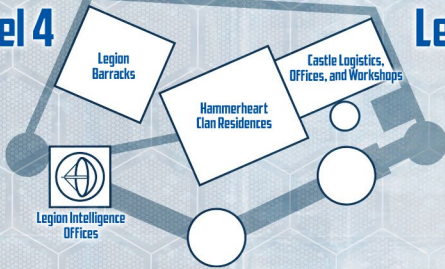 el 4
Le
Legion
Barracks
Castle Logistics,
Offices, and Workshops
Hammerheart
Clan Residences
Legion Intelligence
Offices